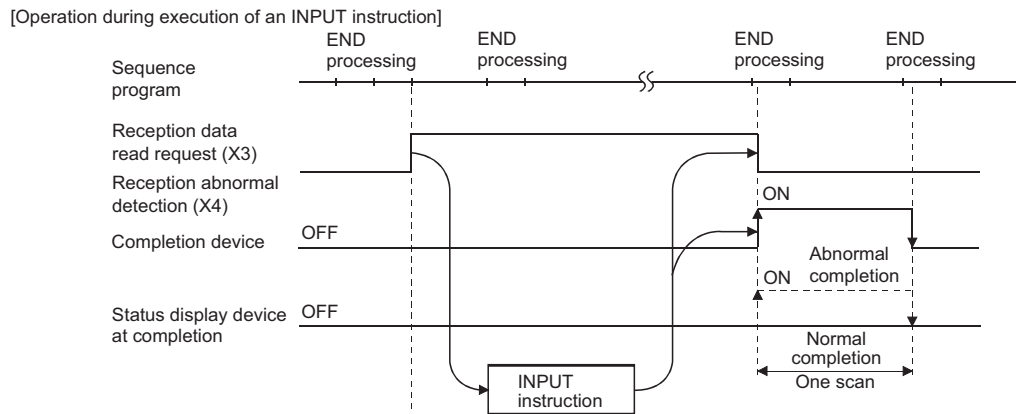 [Operation during execution of an INPUT instruction]
END
processing
END
processing
END
processing
END
processing
Sequence
program
Reception data
read request (X3)
Reception abnormal
detection (X4)
ON
OFF
Completion device
Abnormal
completion
ON
OFF
Status display device
at completion
Normal
completion
One scan
INPUT
instruction